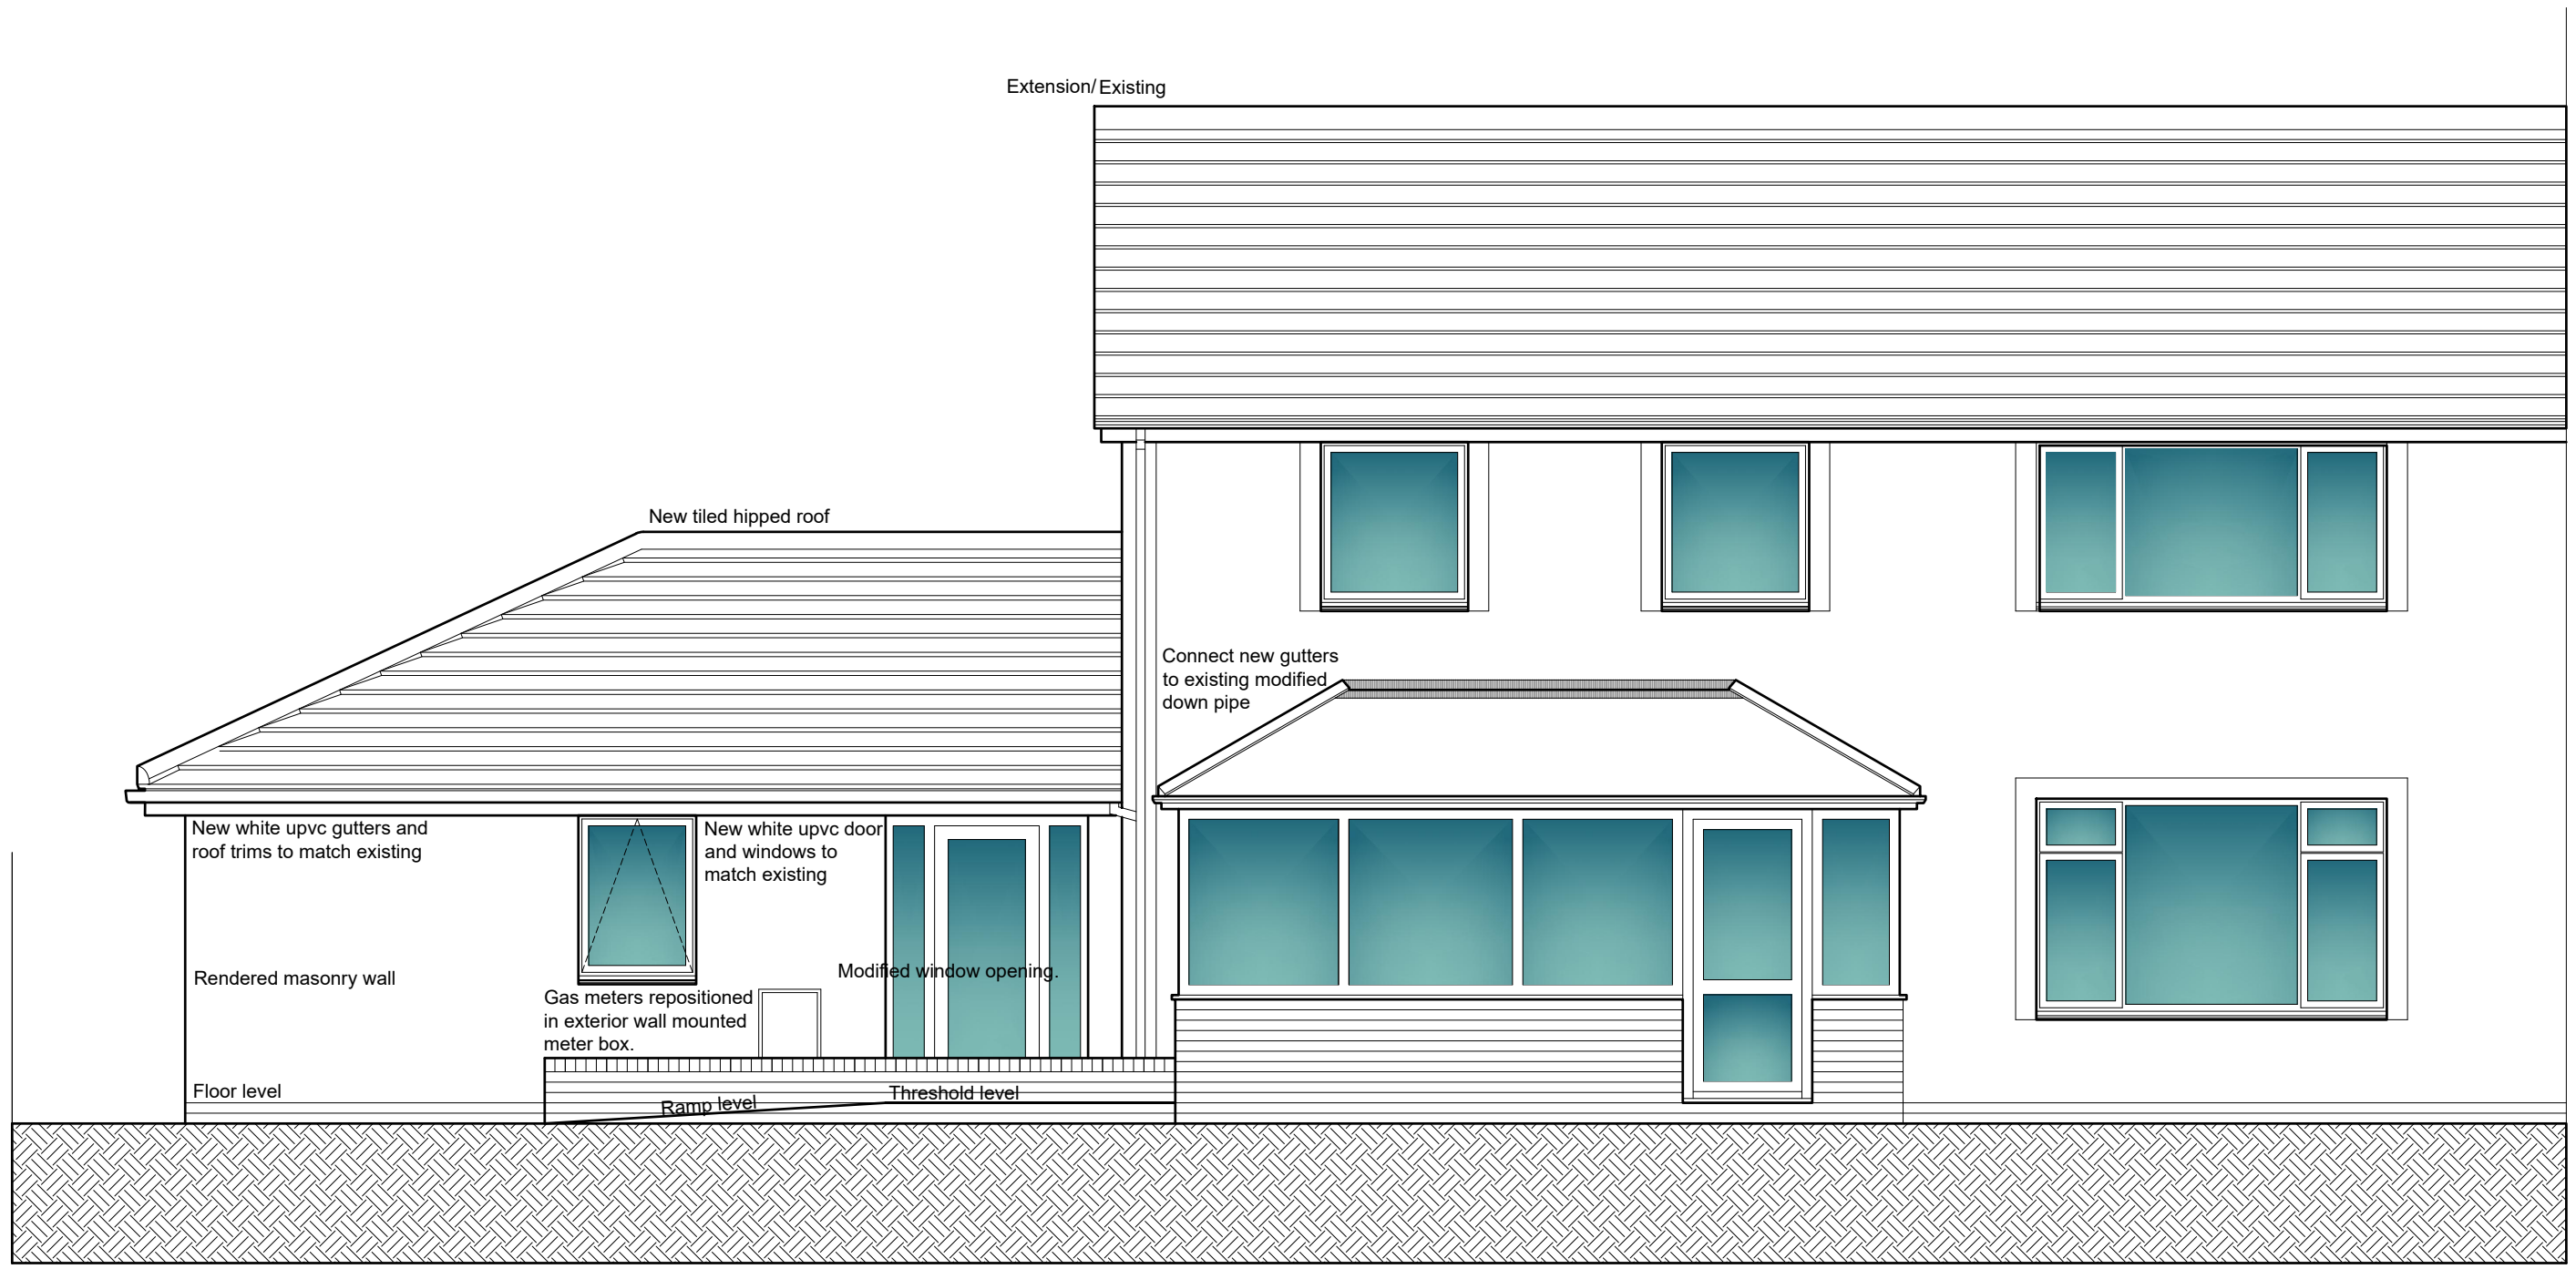 Extension/ Existing
New tiled hipped roof
Connect new gutters
to existing modified
down pipe
New white upvc gutters and
roof trims to match existing
New white upvc door
and windows to
match existing
Rendered masonry wall
Modified window opening.
Gas meters repositioned
in exterior wall mounted
meter box.
Floor level
Ramp level
Threshold level